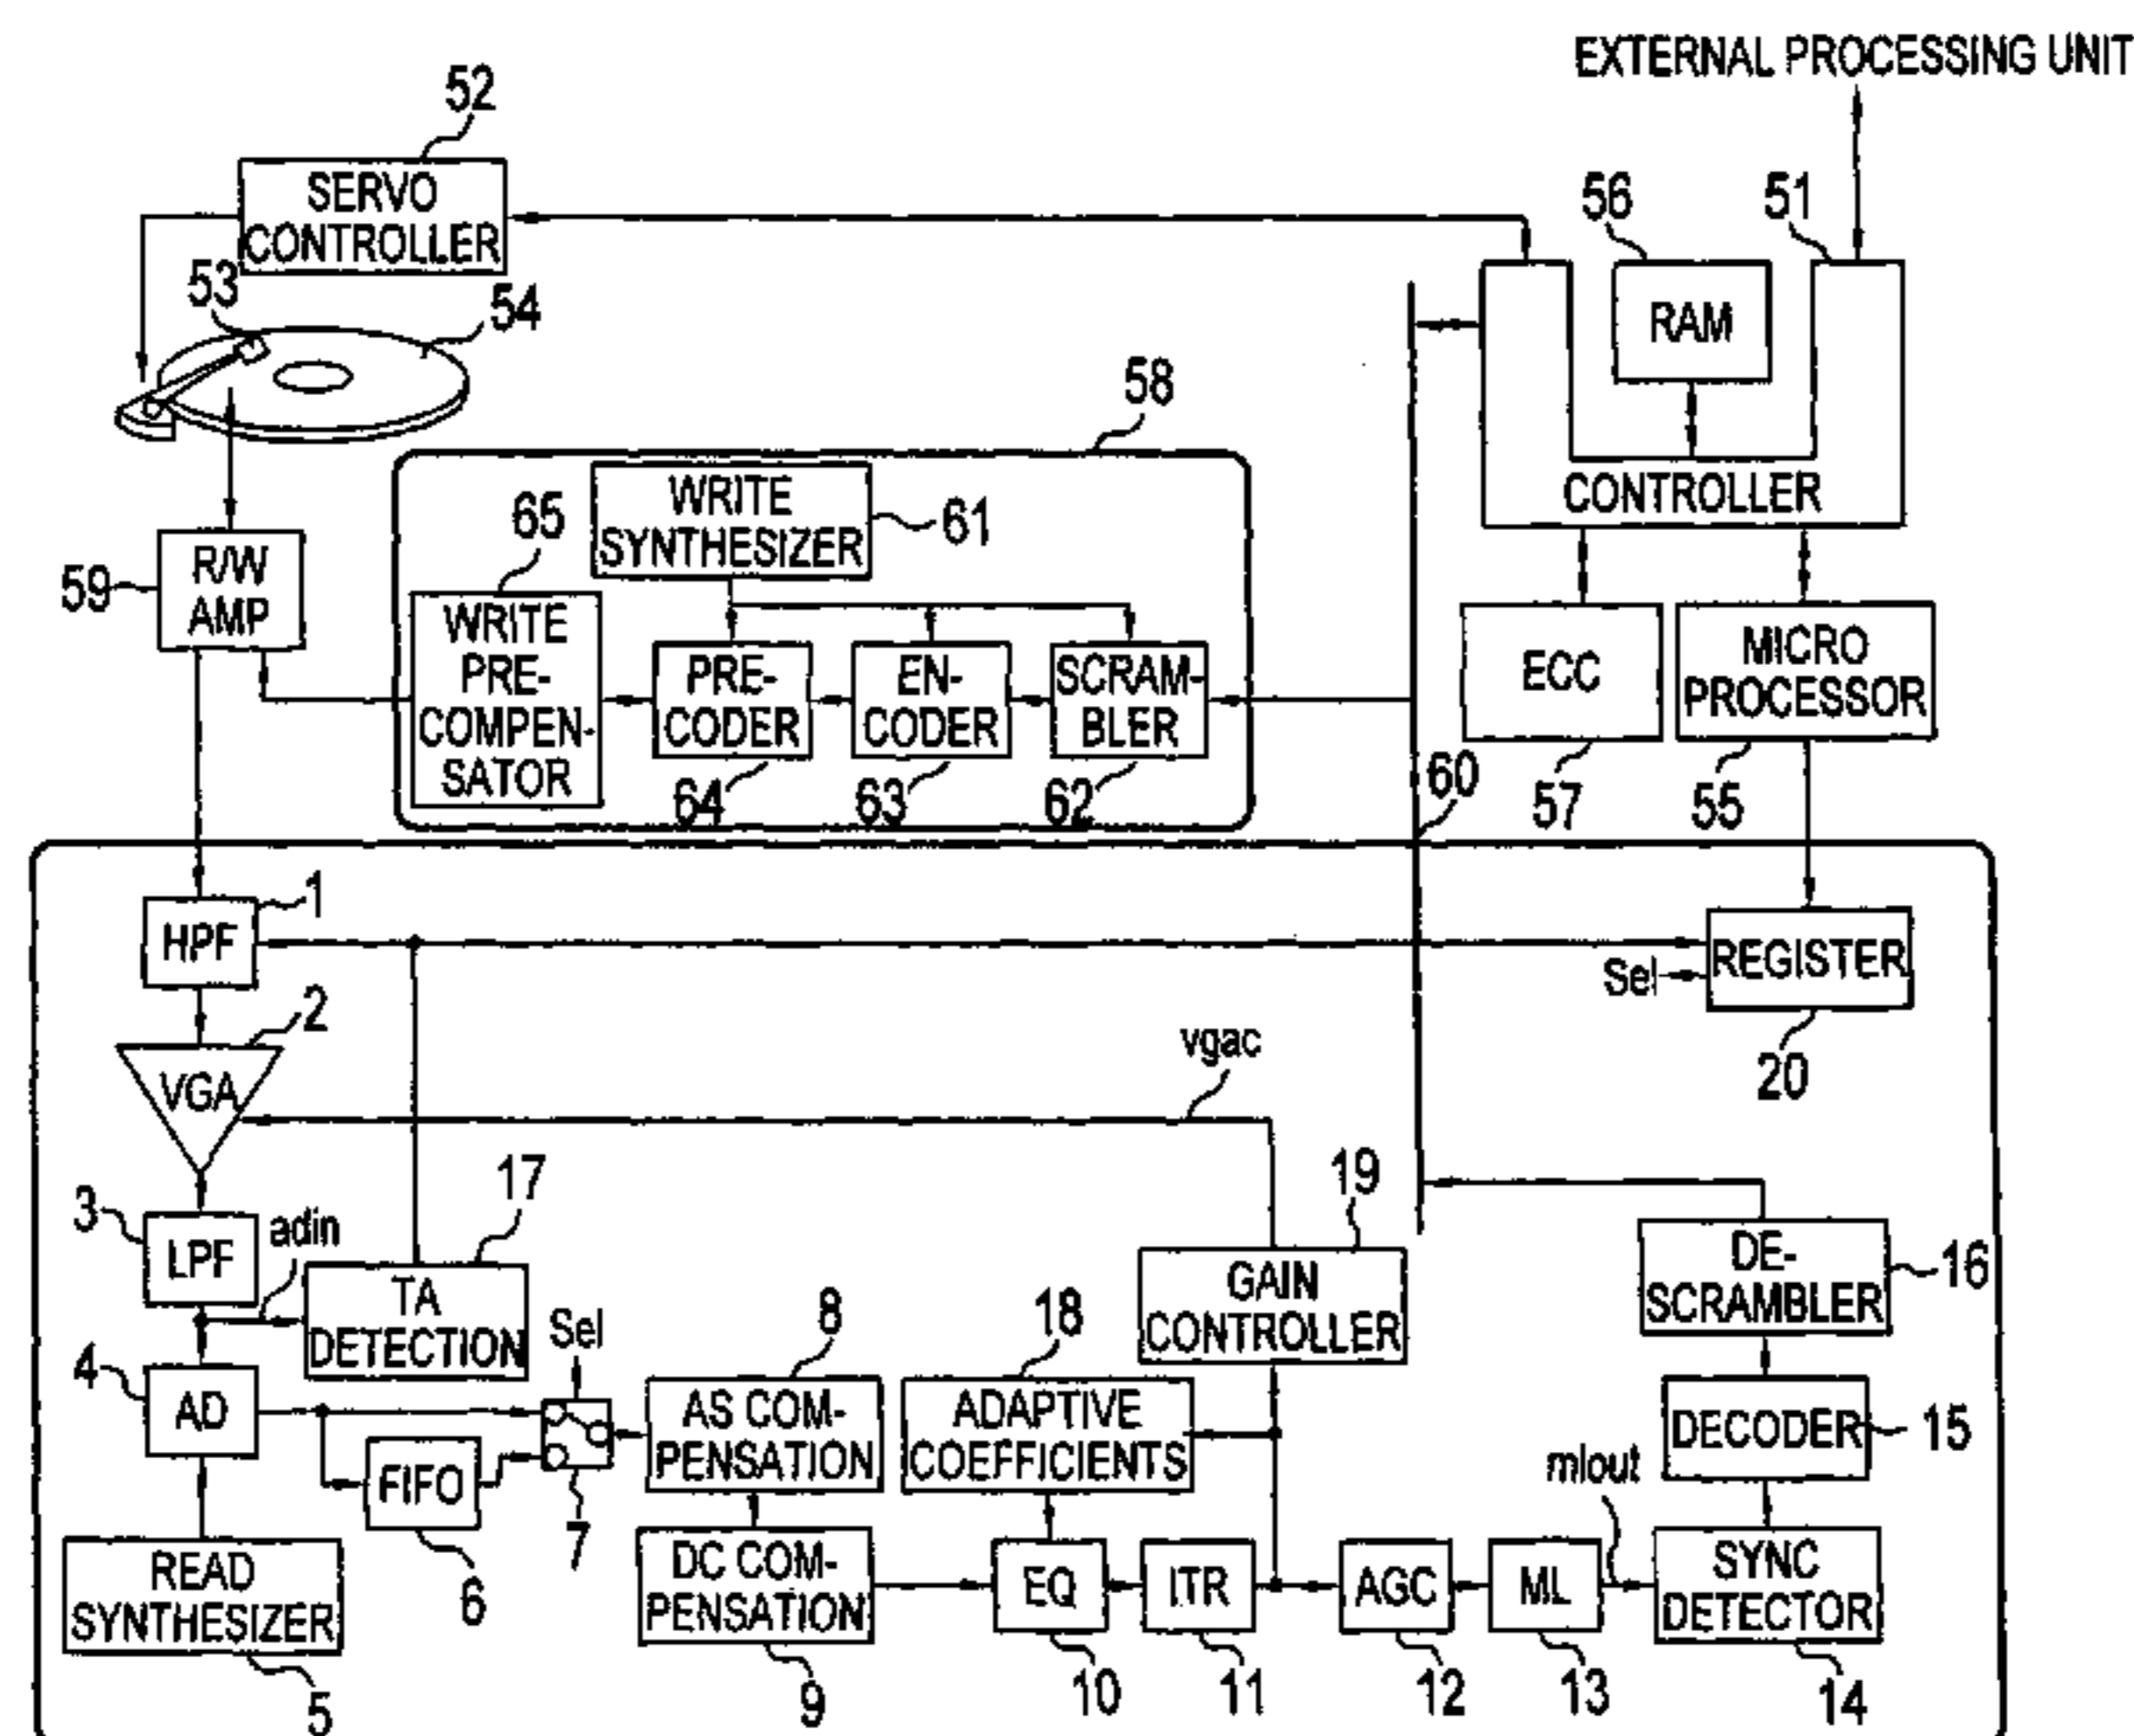 EXTERNAL PROCESSING UNIT
52
SERVO
CONTROLLER
56
51
RAM
CONTROLLER
53
54
58
65
WRITE
SYNTHESIZER
61
59
R/W
AMP
WRITE
PRE-
COMPEN-
SATOR
PRE-
CODER
EN-
CODER
SCRAM-
BLER
64
63
62
ECC
MICRO
PROCESSOR
57
55
60
1
HPF
REGISTER
Sel
20
2
VGA
vgac
3
LPF
adin
17
TA
DETECTION
19
GAIN
CONTROLLER
DE-
SCRAMBLER
16
4
AD
Sel
8
AS COM-
PENSATION
18
ADAPTIVE
COEFFICIENTS
DECODER
15
FIFO
6
7
mlout
READ
SYNTHESIZER
5
DC COM-
PENSATION
9
EQ
10
ITR
11
AGC
12
ML
13
SYNC
DETECTOR
14